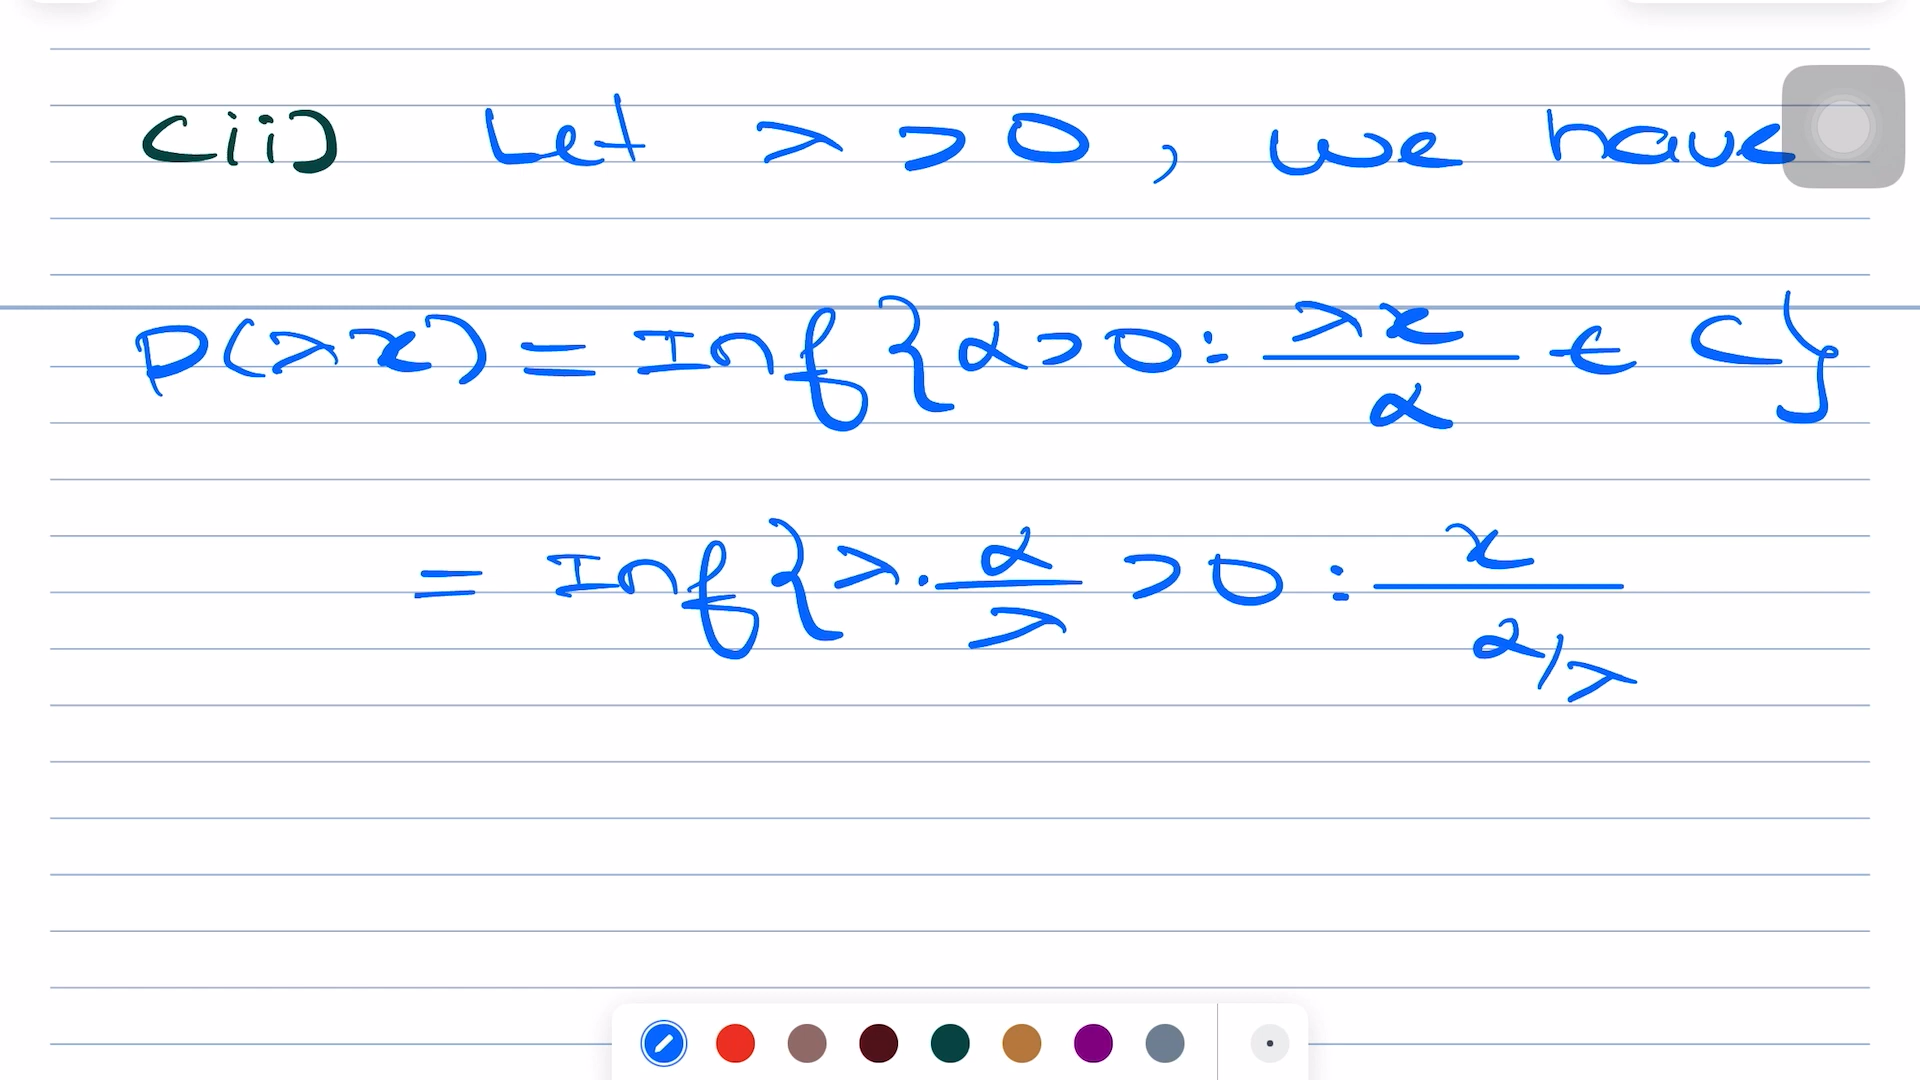 (ii) Let λ > 0, we have
P(λx) = Inf{α>0: λx/α ∈ C}
= Inf{λ.α/λ >0: x/α/λ